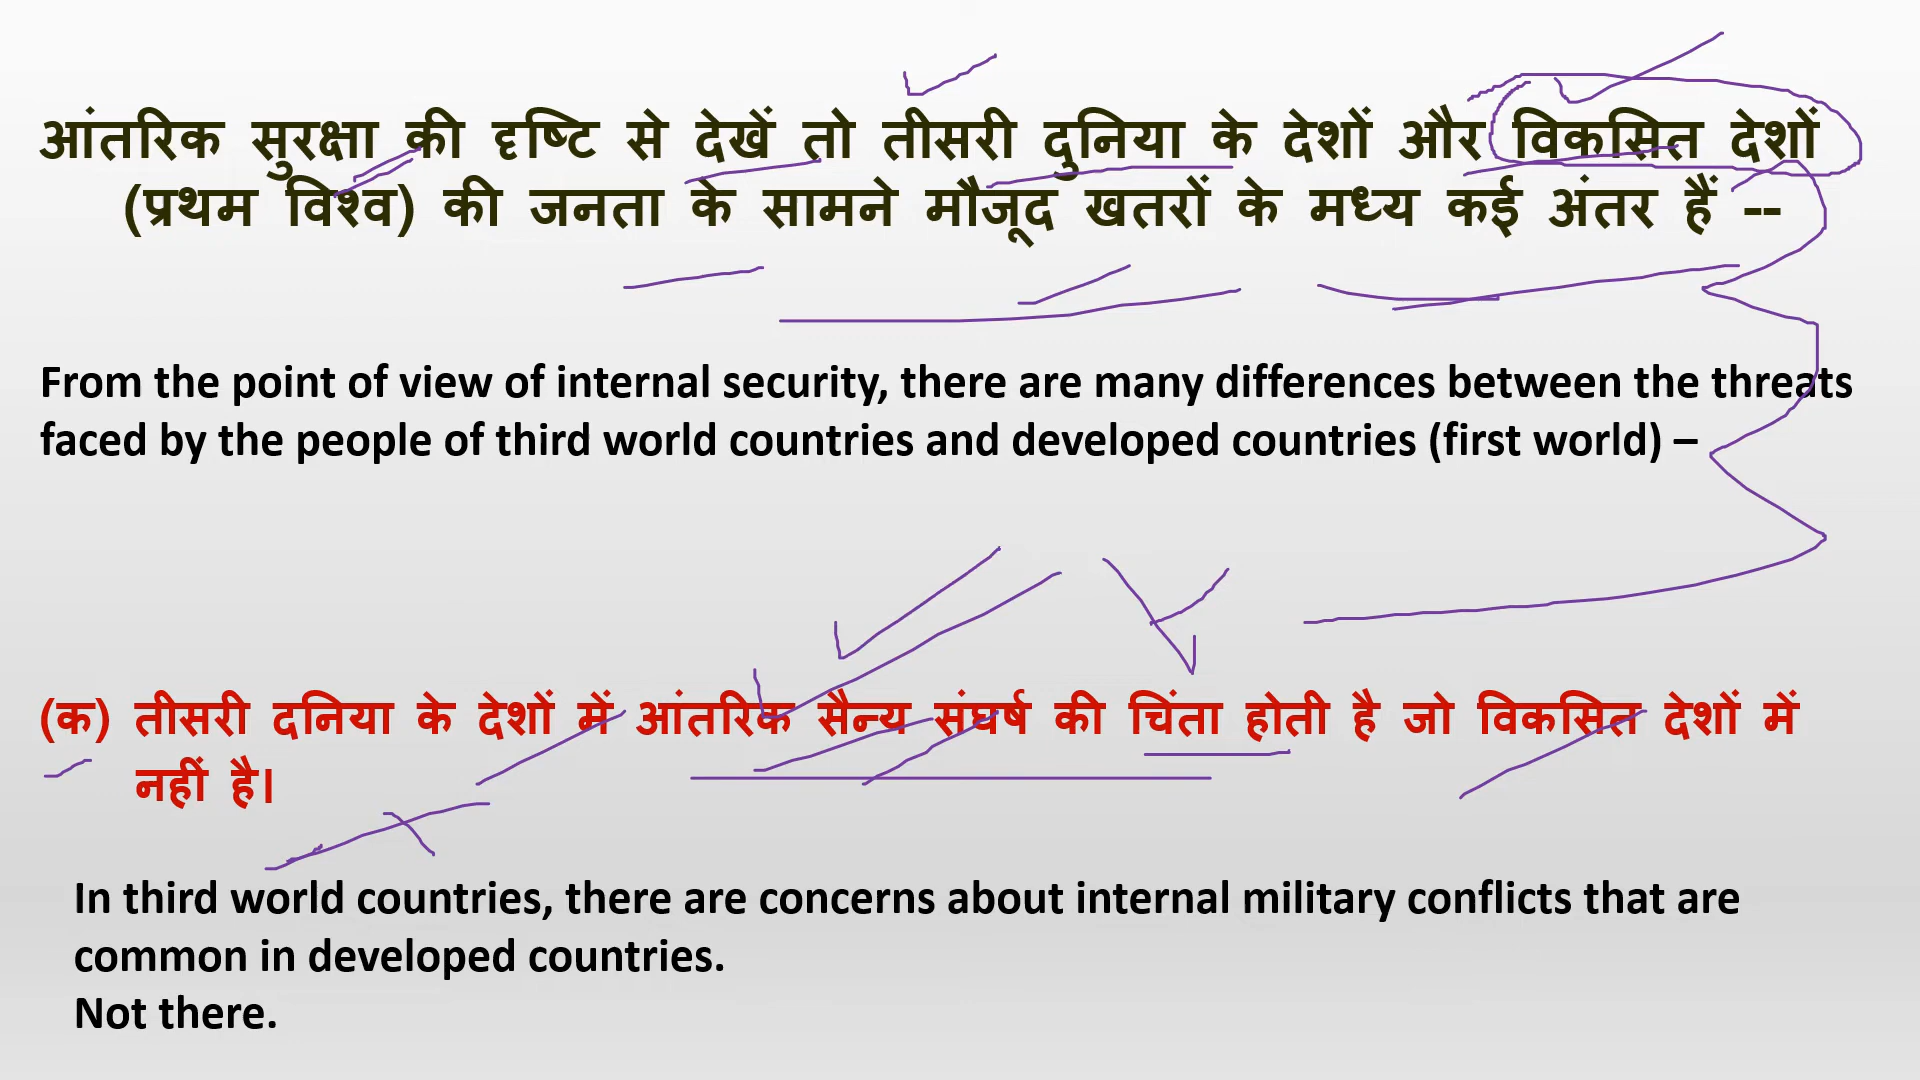 आंतरिक सुरक्षा की दृष्टि से देखें तो तीसरी दुनिया के देशों और विकसित देशों
(प्रथम विश्व) की जनता के सामने मौजूद खतरों के मध्य कई अंतर हैं --
From the point of view of internal security, there are many differences between the threats
faced by the people of third world countries and developed countries (first world) –
(क) तीसरी दनिया के देशों में आंतरिक सैन्य संघर्ष की चिंता होती है जो विकसित देशों में
नहीं है।
In third world countries, there are concerns about internal military conflicts that are
common in developed countries.
Not there.